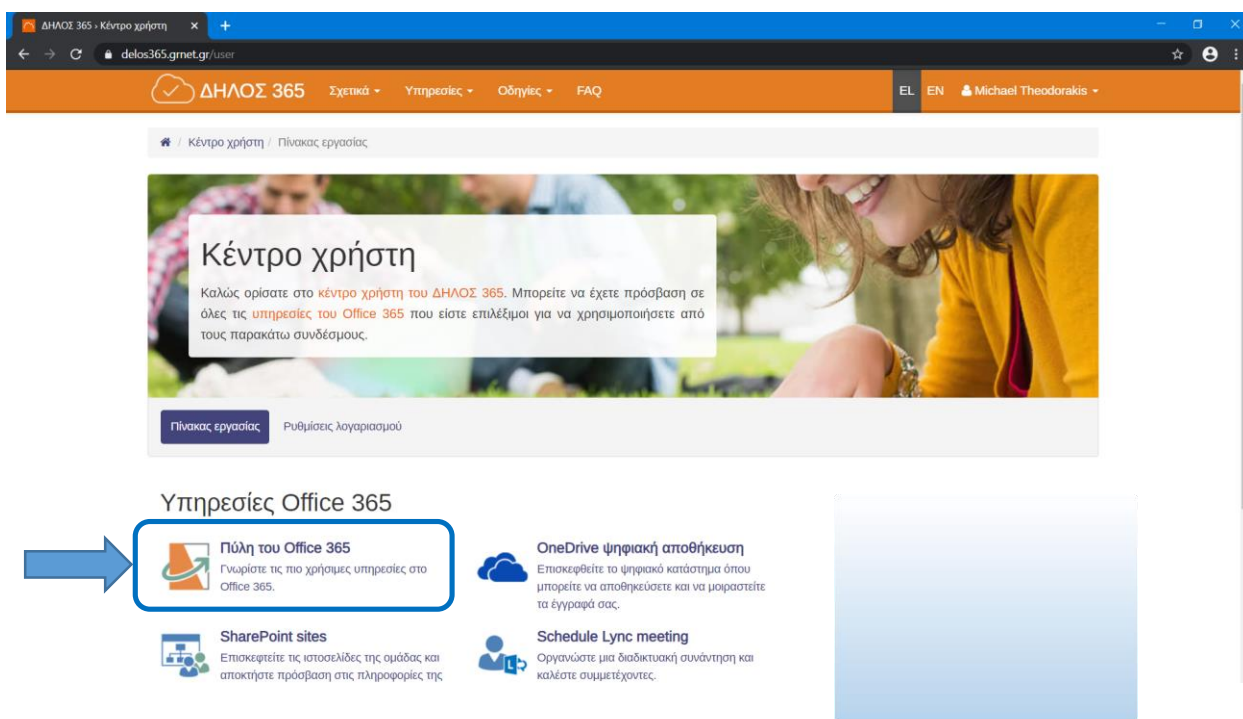 ΔΗΛΟΣ 365 › Κέντρο χρήστη
delos365.grnet.gr/user
ΔΗΛΟΣ 365 Σχετικά Υπηρεσίες Οδηγίες FAQ EL EN Michael Theodorakis
/ Κέντρο χρήστη / Πίνακας εργασίας
Κέντρο χρήστη
Καλώς ορίσατε στο κέντρο χρήστη του ΔΗΛΟΣ 365. Μπορείτε να έχετε πρόσβαση σε
όλες τις υπηρεσίες του Office 365 που είστε επιλέξιμοι για να χρησιμοποιήσετε από
τους παρακάτω συνδέσμους.
Πίνακας εργασίας Ρυθμίσεις λογαριασμού
Υπηρεσίες Office 365
Πύλη του Office 365
Γνωρίστε τις πιο χρήσιμες υπηρεσίες στο
Office 365.
OneDrive ψηφιακή αποθήκευση
Επισκεφθείτε το ψηφιακό κατάστημα όπου
μπορείτε να αποθηκεύσετε και να μοιραστείτε
τα έγγραφά σας.
SharePoint sites
Επισκεφτείτε τις ιστοσελίδες της ομάδας και
αποκτήστε πρόσβαση στις πληροφορίες της
Schedule Lync meeting
Οργανώστε μια διαδικτυακή συνάντηση και
καλέστε συμμετέχοντες.